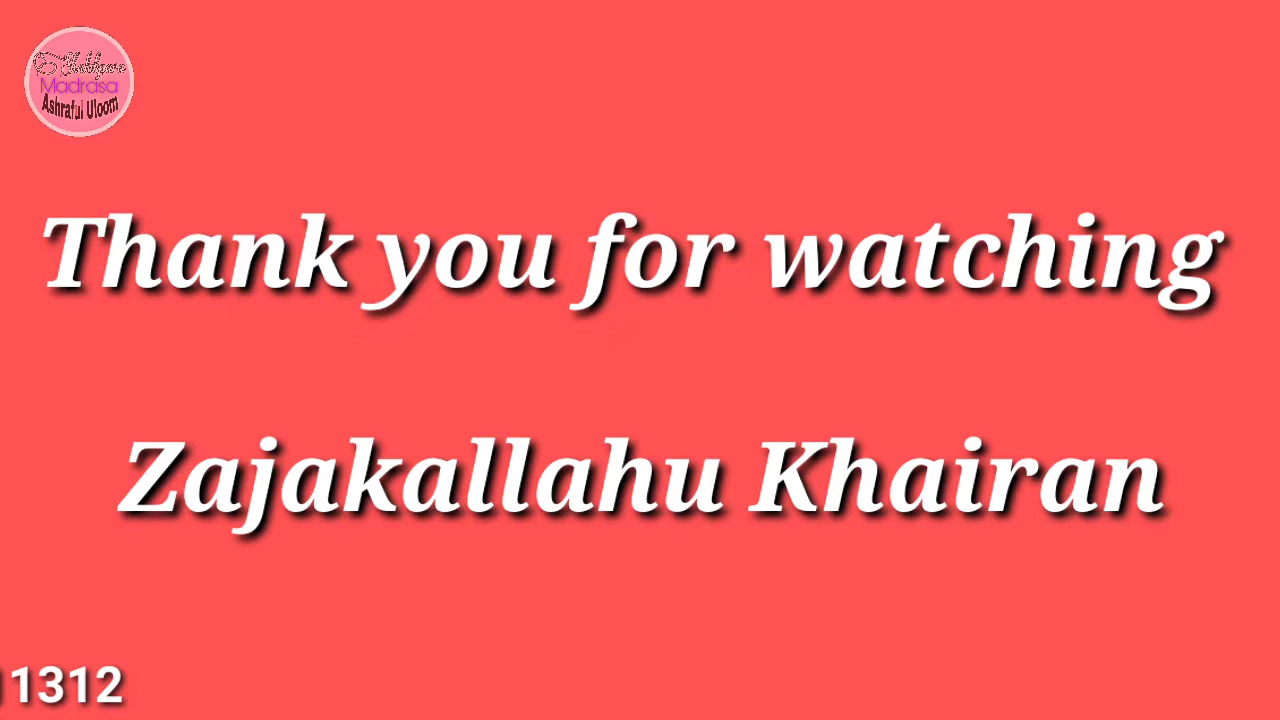 Madrasa
Ashraful Uloom
Thank you for watching
Zajakallahu Khairan
1312